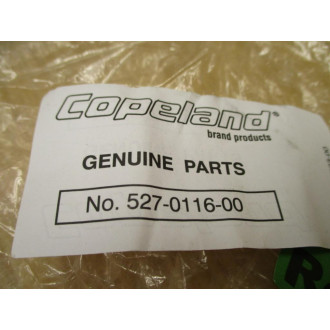 Copeland
brand products
GENUINE PARTS
No. 527-0116-00
R